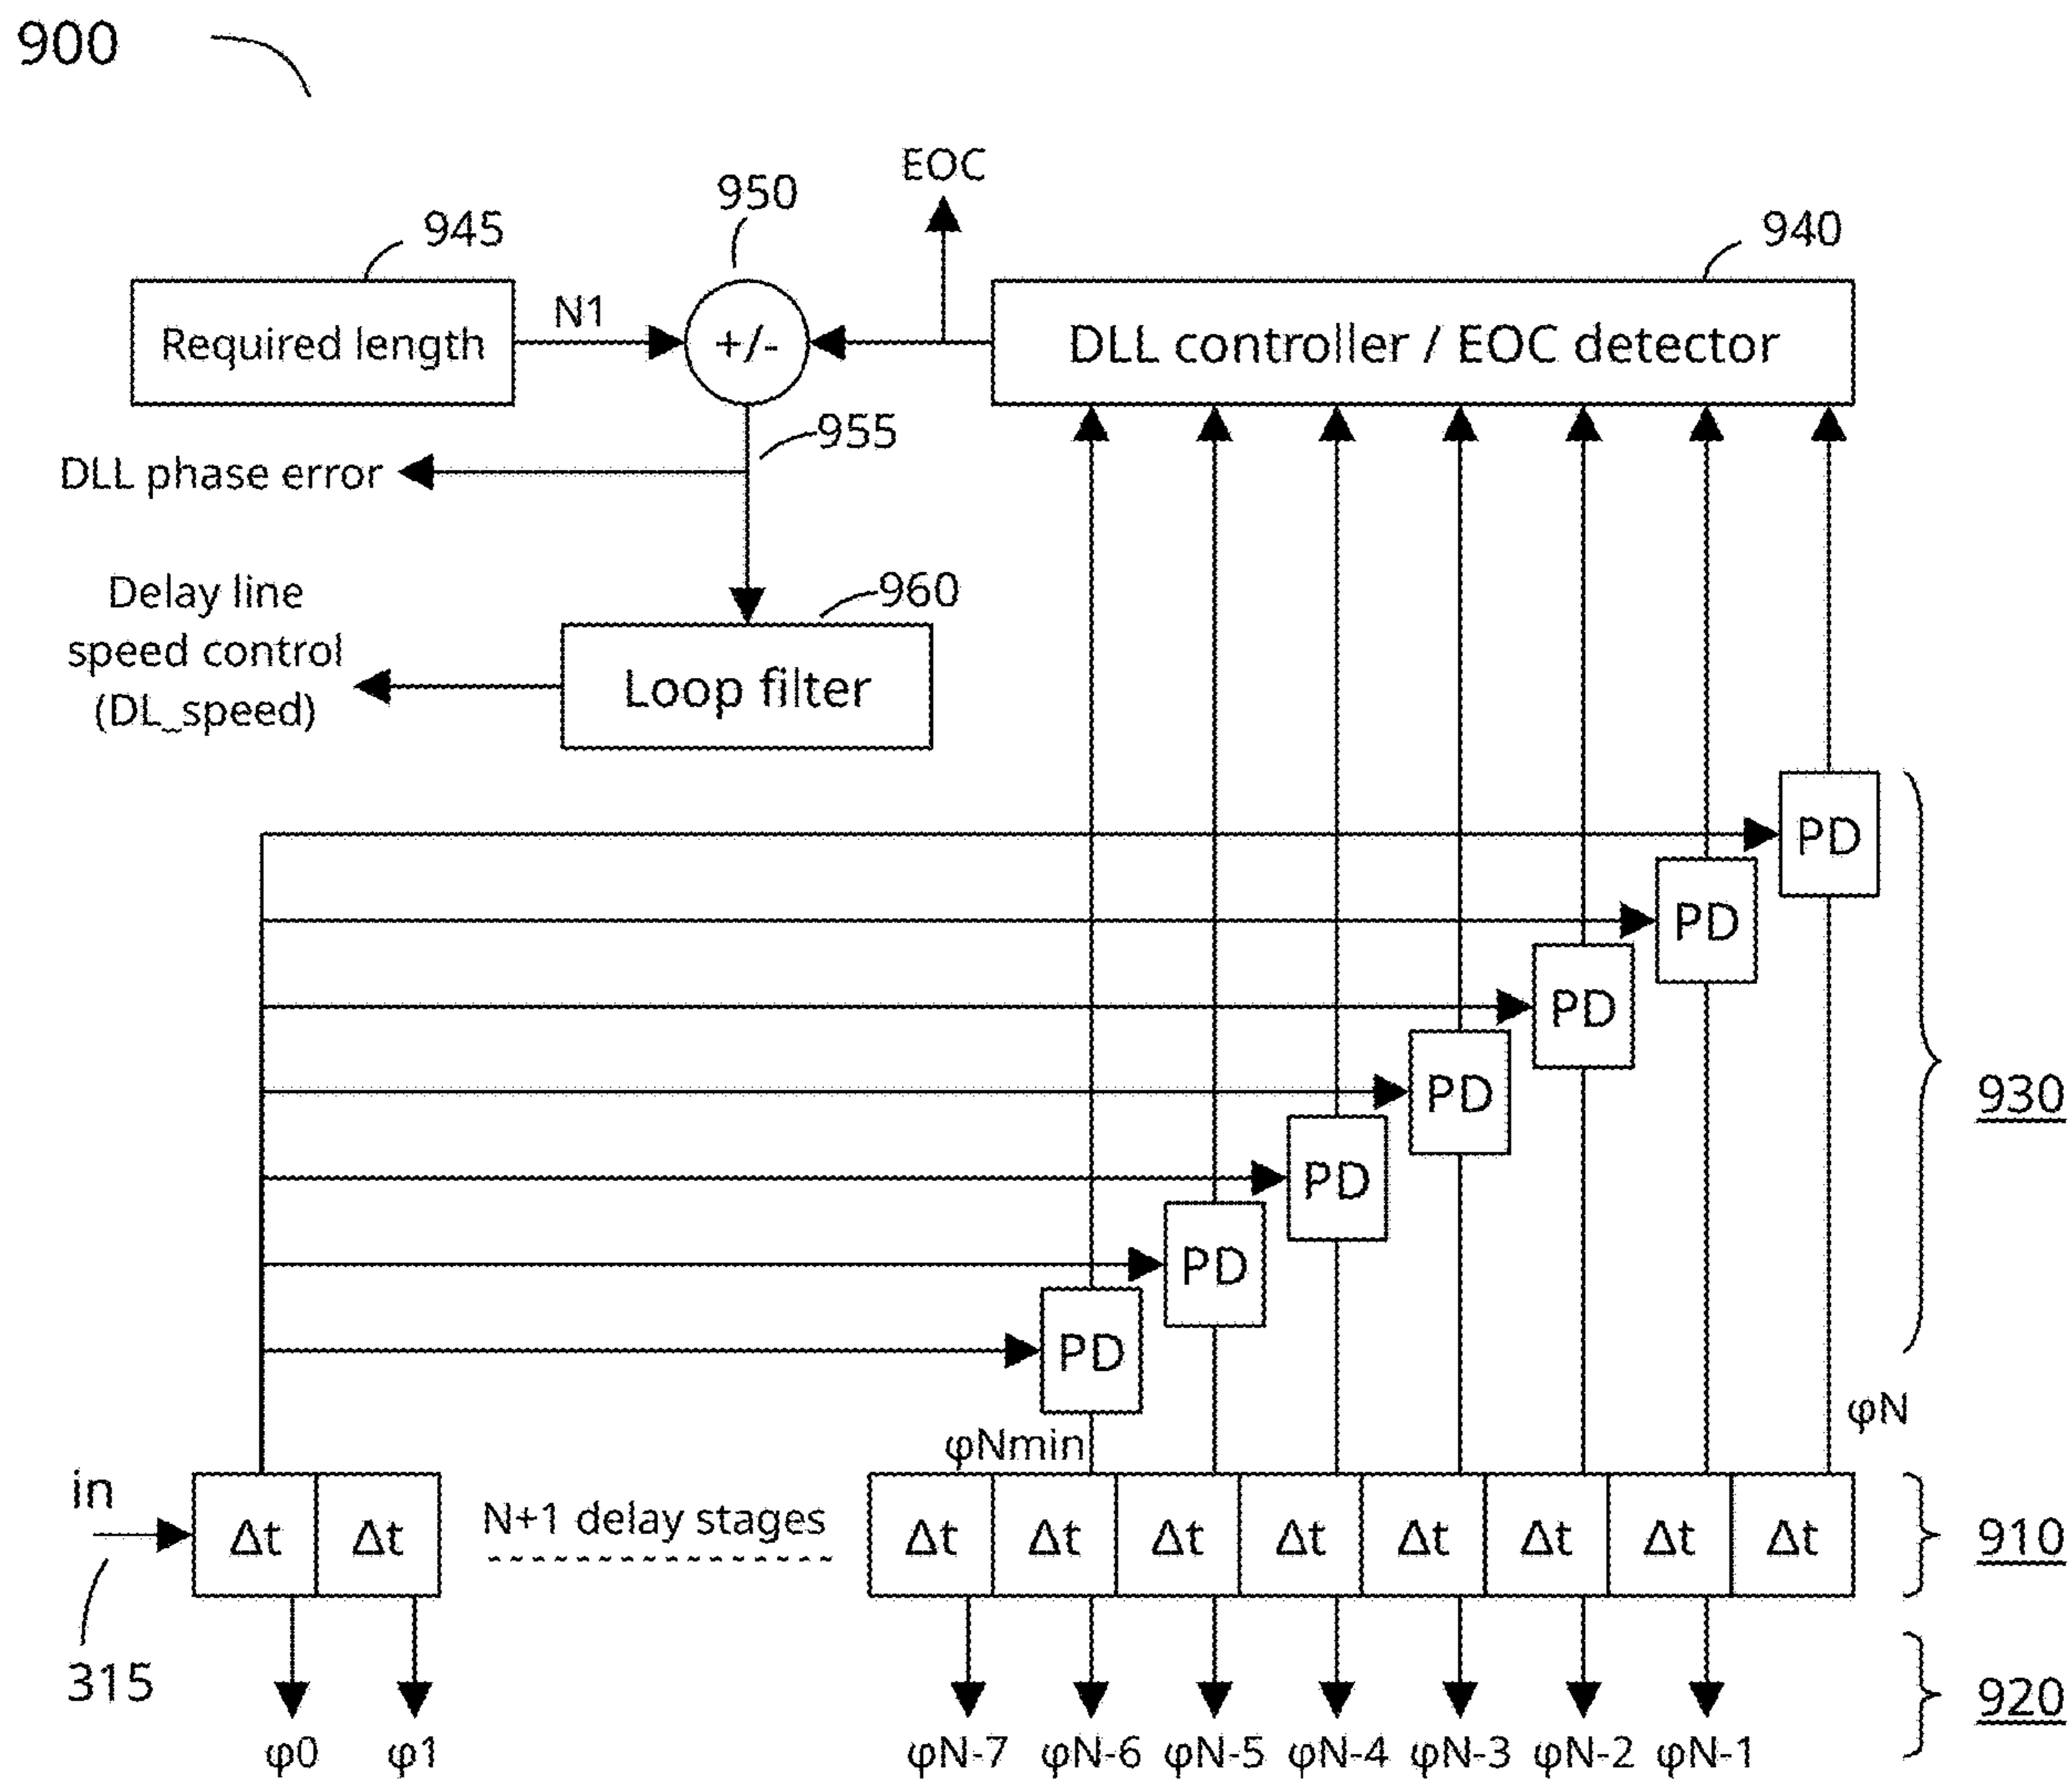 900
EOC
950
945
940
Required length
N1
+/-
DLL controller / EOC detector
955
DLL phase error
Delay line
speed control
(DL_speed)
960
Loop filter
PD
PD
PD
PD
930
PD
PD
PD
φN
φNmin
in
N+1 delay stages
Δt Δt Δt Δt Δt Δt Δt Δt Δt Δt
910
315
920
φ0 φ1 φN-7 φN-6 φN-5 φN-4 φN-3 φN-2 φN-1